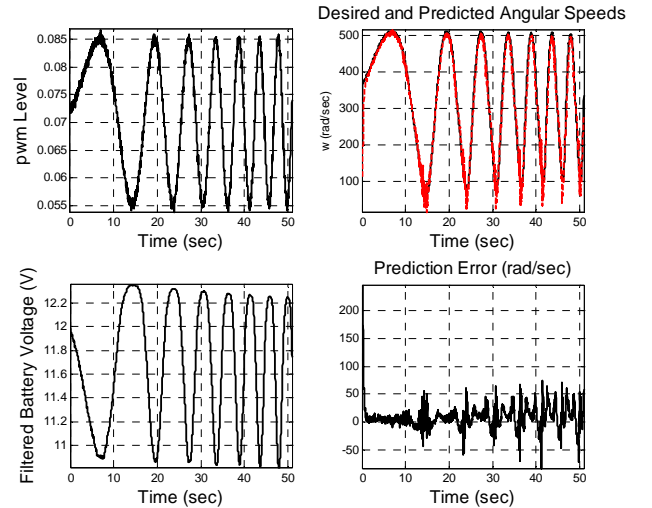 Desired and Predicted Angular Speeds
pwm Level
0.085
0.08
0.075
0.07
0.065
0.06
0.055
0 10 20 30 40 50
Time (sec)
w (rad/sec)
500
400
300
200
100
0 10 20 30 40 50
Time (sec)
Filtered Battery Voltage (V)
12.2
12
11.8
11.6
11.4
11.2
11
0 10 20 30 40 50
Time (sec)
Prediction Error (rad/sec)
200
150
100
50
0
-50
0 10 20 30 40 50
Time (sec)